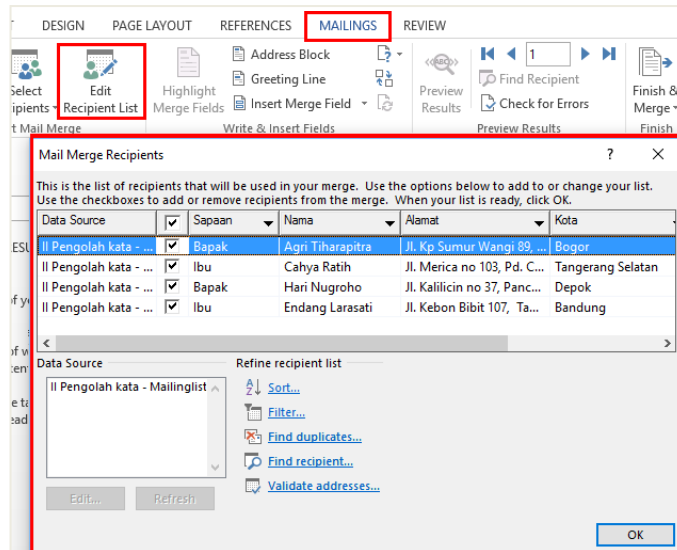 DESIGN PAGE LAYOUT REFERENCES MAILINGS REVIEW
Select
Edit
Recipient List
Highlight
Merge Fields
Address Block
Greeting Line
Insert Merge Field
Preview
Results
1
Find Recipient
Check for Errors
Finish &
Merge
t Mail Merge Write & Insert Fields Preview Results Finish
Mail Merge Recipients ? ×
This is the list of recipients that will be used in your merge. Use the options below to add to or change your list.
Use the checkboxes to add or remove recipients from the merge. When your list is ready, click OK.
Data Source Sapaan Nama Alamat Kota
II Pengolah kata - ... Bapak Agri Tiharapitra Jl. Kp Sumur Wangi 89, ... Bogor
II Pengolah kata - ... Ibu Cahya Ratih Jl. Merica no 103, Pd. C... Tangerang Selatan
II Pengolah kata - ... Bapak Hari Nugroho Jl. Kalilicin no 37, Panc... Depok
II Pengolah kata - ... Ibu Endang Larasati Jl. Kebon Bibit 107, Ta... Bandung
Data Source
II Pengolah kata - Mailinglist
Edit... Refresh
Refine recipient list
Sort...
Filter...
Find duplicates...
Find recipient...
Validate addresses...
OK